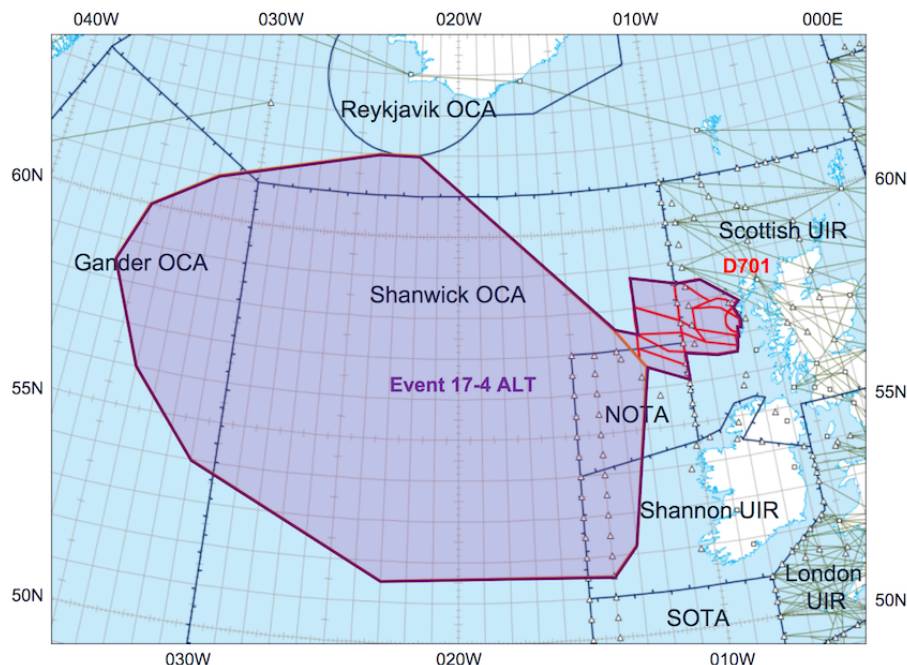 040W 030W 020W 010W 000E
Reykjavik OCA
60N 60N
Scottish UIR
Gander OCA D701
Shanwick OCA
55N Event 17-4 ALT 55N
NOTA
Shannon UIR
50N London 50N
UIR
SOTA
030W 020W 010W